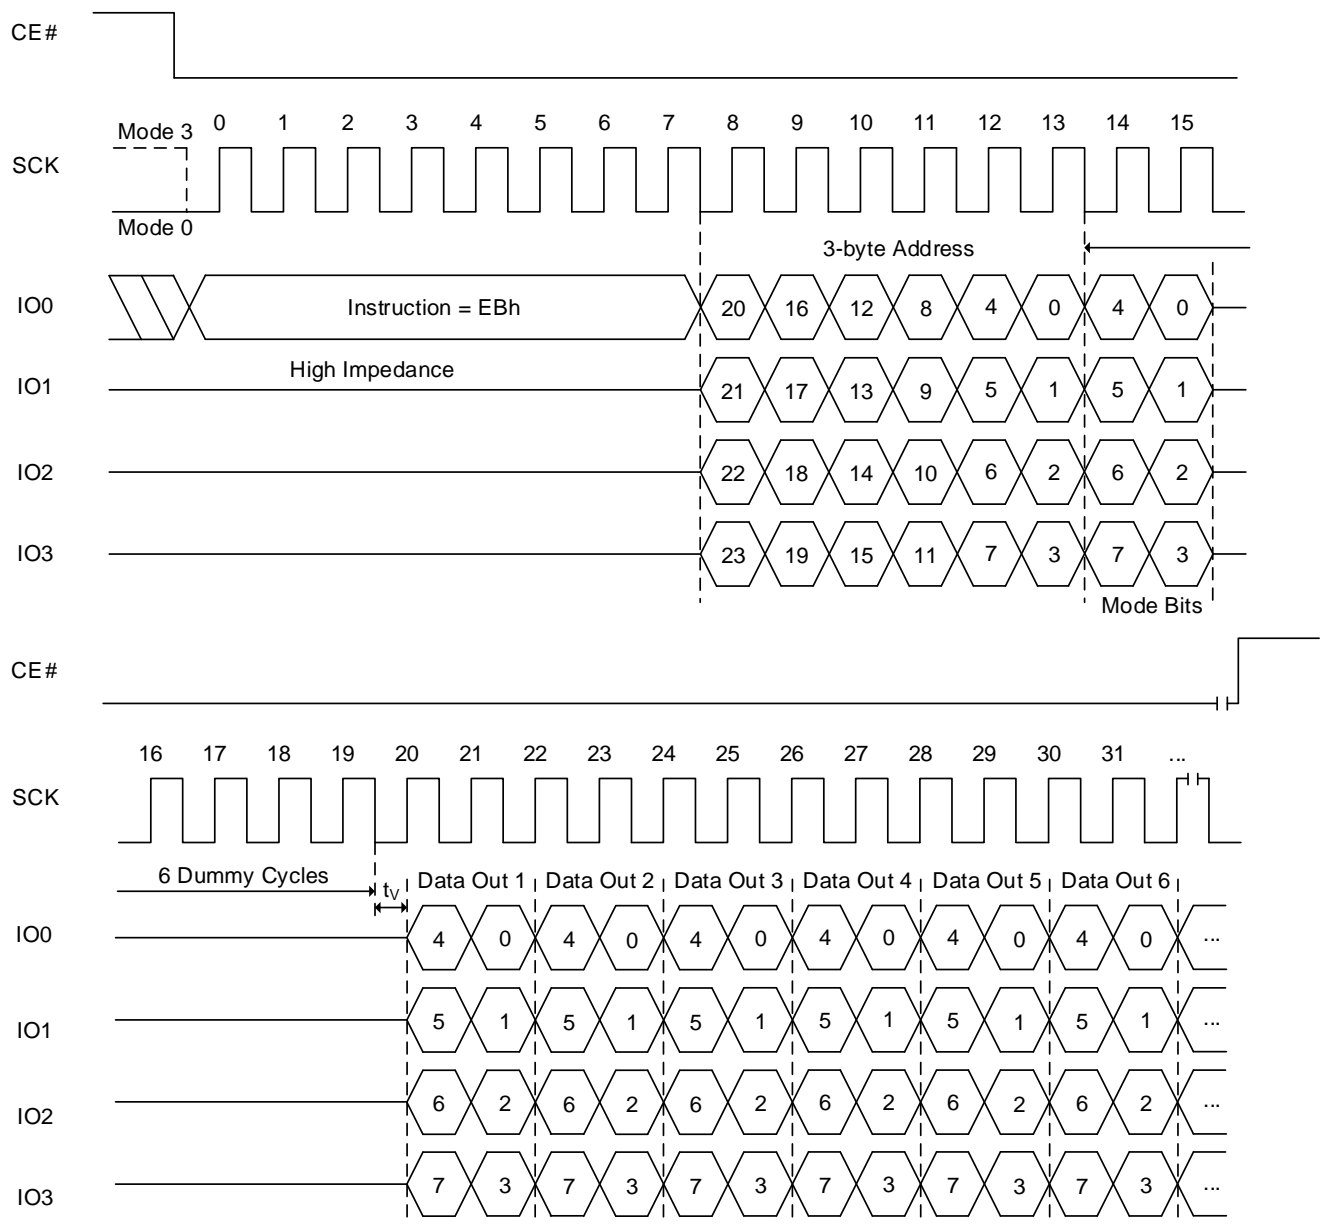 CE#
Mode 3 0 1 2 3 4 5 6 7 8 9 10 11 12 13 14 15
SCK
Mode 0
3-byte Address
IO0 Instruction = EBh 20 16 12 8 4 0 4 0
High Impedance
IO1 21 17 13 9 5 1 5 1
IO2 22 18 14 10 6 2 6 2
IO3 23 19 15 11 7 3 7 3
Mode Bits
CE#
16 17 18 19 20 21 22 23 24 25 26 27 28 29 30 31 ...
SCK
6 Dummy Cycles tV Data Out 1 Data Out 2 Data Out 3 Data Out 4 Data Out 5 Data Out 6
IO0 4 0 4 0 4 0 4 0 4 0 4 0 ...
IO1 5 1 5 1 5 1 5 1 5 1 5 1 ...
IO2 6 2 6 2 6 2 6 2 6 2 6 2 ...
IO3 7 3 7 3 7 3 7 3 7 3 7 3 ...